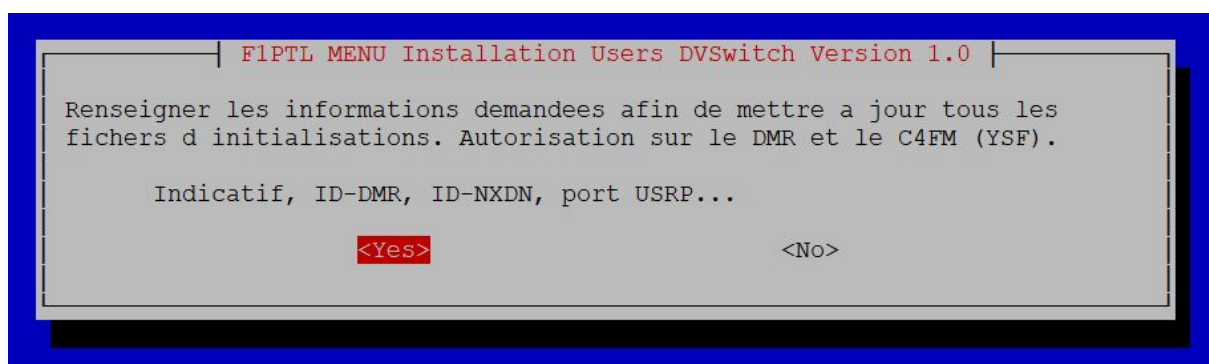 F1PTL MENU Installation Users DVSwitch Version 1.0
Renseigner les informations demandees afin de mettre a jour tous les
fichers d initialisations. Autorisation sur le DMR et le C4FM (YSF).
Indicatif, ID-DMR, ID-NXDN, port USRP...
<Yes> <No>